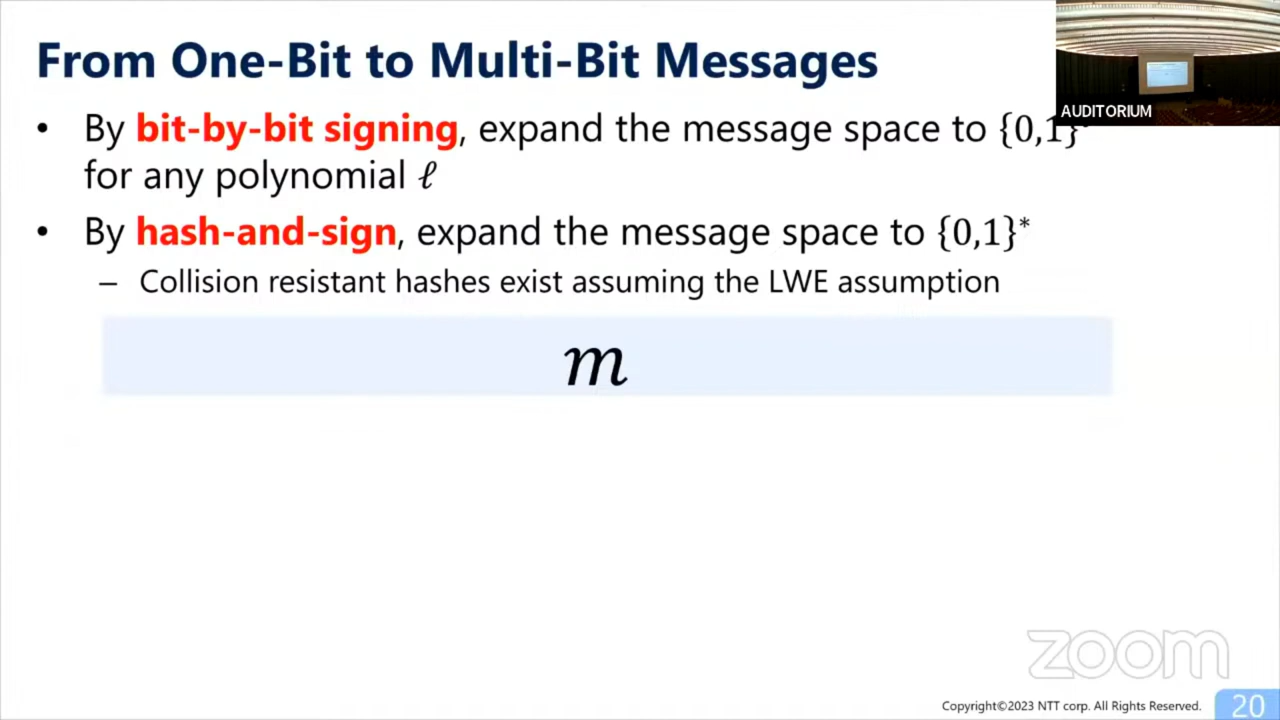 From One-Bit to Multi-Bit Messages
AUDITORIUM
• By bit-by-bit signing, expand the message space to {0,1}
for any polynomial ℓ
• By hash-and-sign, expand the message space to {0,1}*
– Collision resistant hashes exist assuming the LWE assumption
m
zoom
Copyright©2023 NTT corp. All Rights Reserved.
20